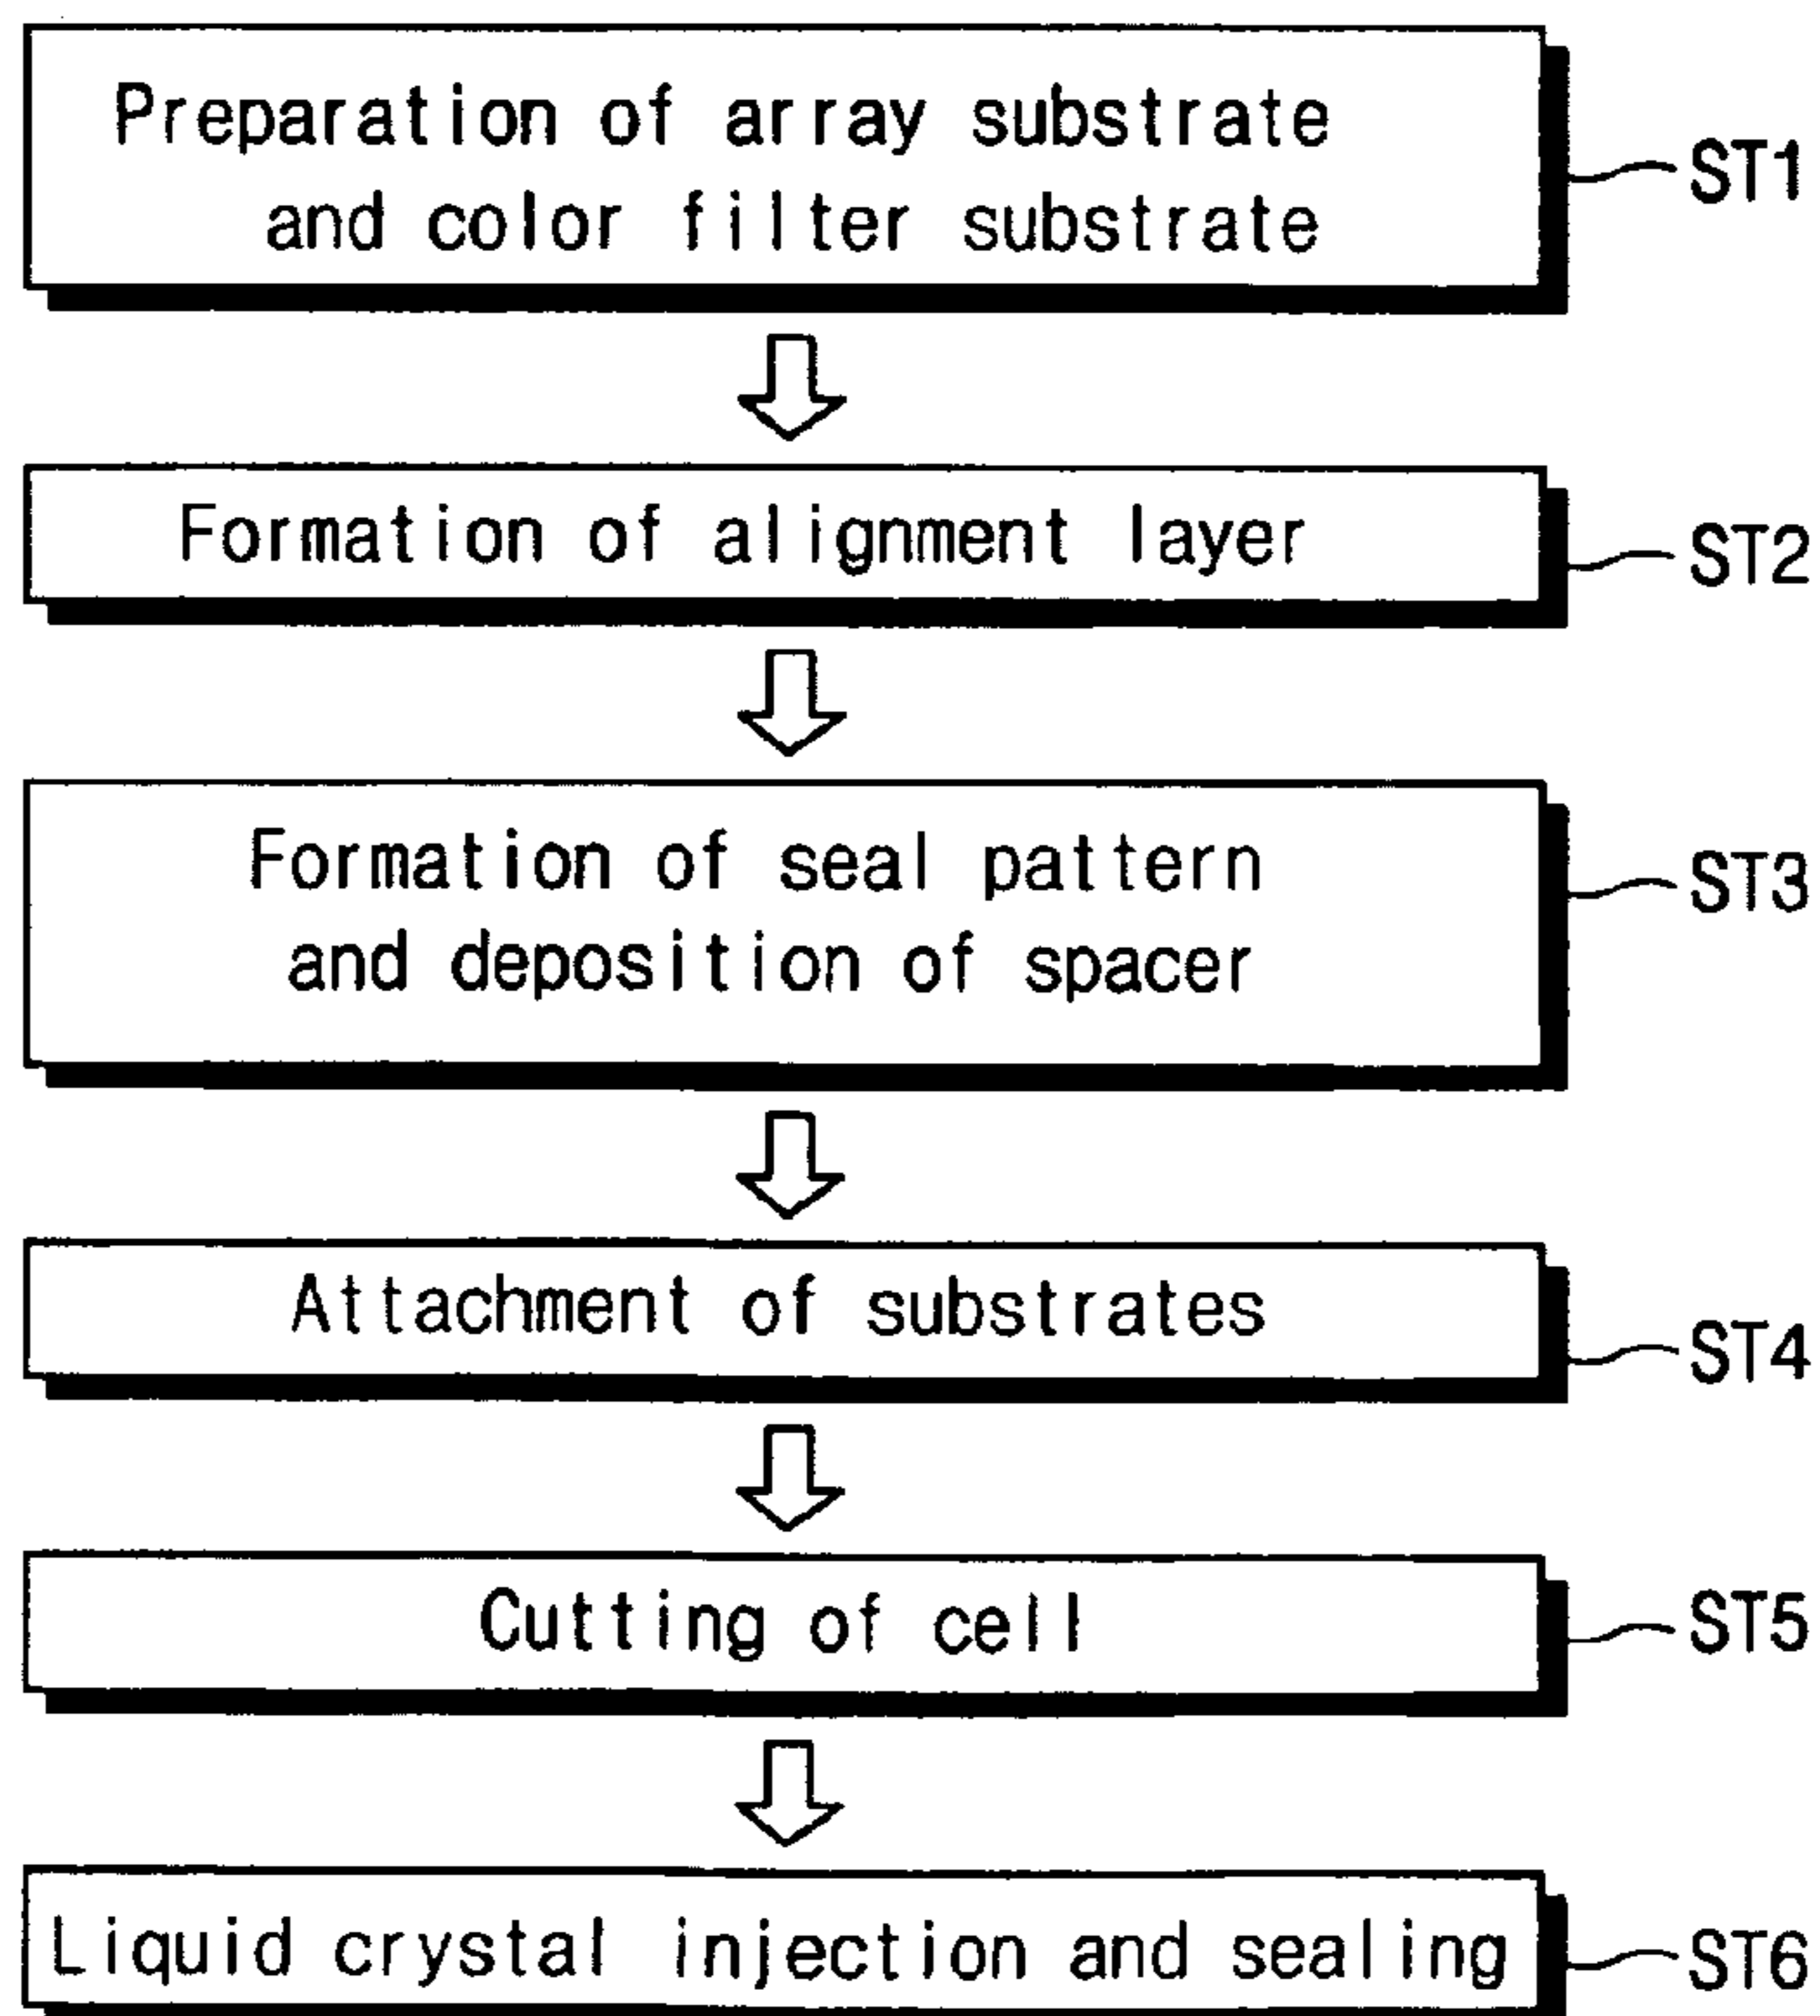 Preparation of array substrate
and color filter substrate
ST1
Formation of alignment layer
ST2
Formation of seal pattern
and deposition of spacer
ST3
Attachment of substrates
ST4
Cutting of cell
ST5
Liquid crystal injection and sealing
ST6